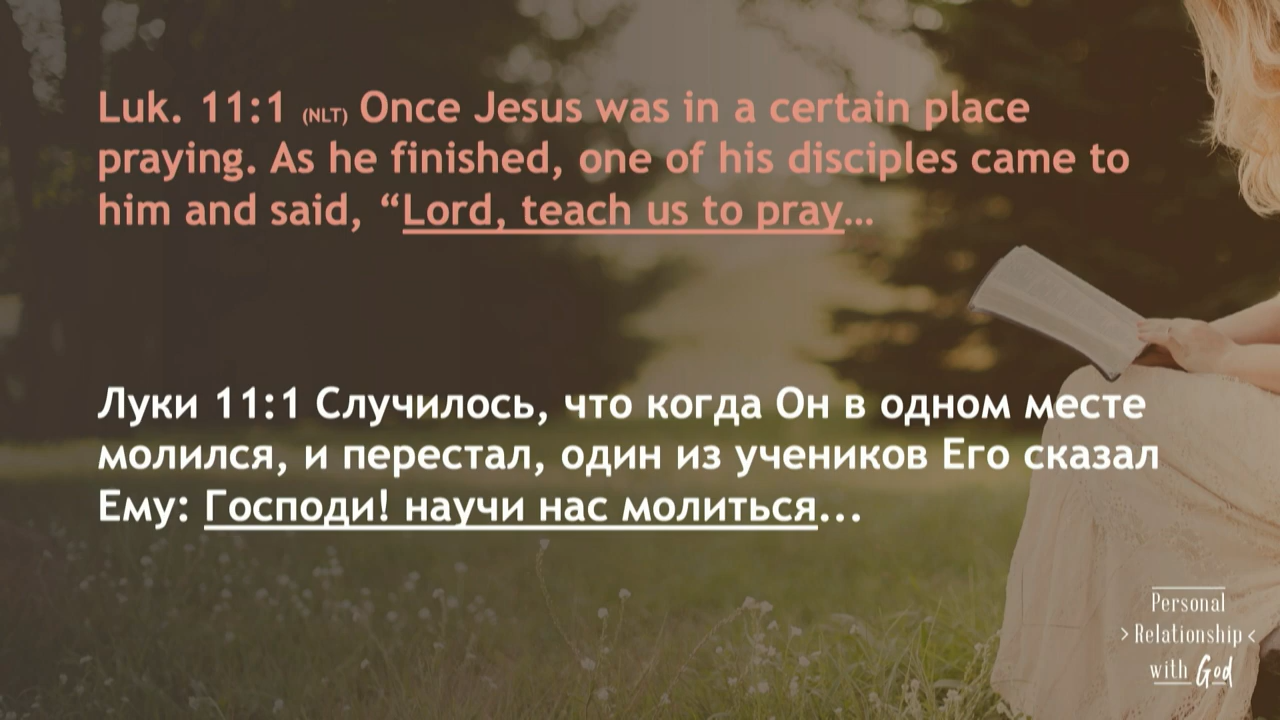 Luk. 11:1 (NLT) Once Jesus was in a certain place
praying. As he finished, one of his disciples came to
him and said, “Lord, teach us to pray…
Луки 11:1 Случилось, что когда Он в одном месте
молился, и перестал, один из учеников Его сказал
Ему: Господи! научи нас молиться...
Personal
> Relationship <
with God